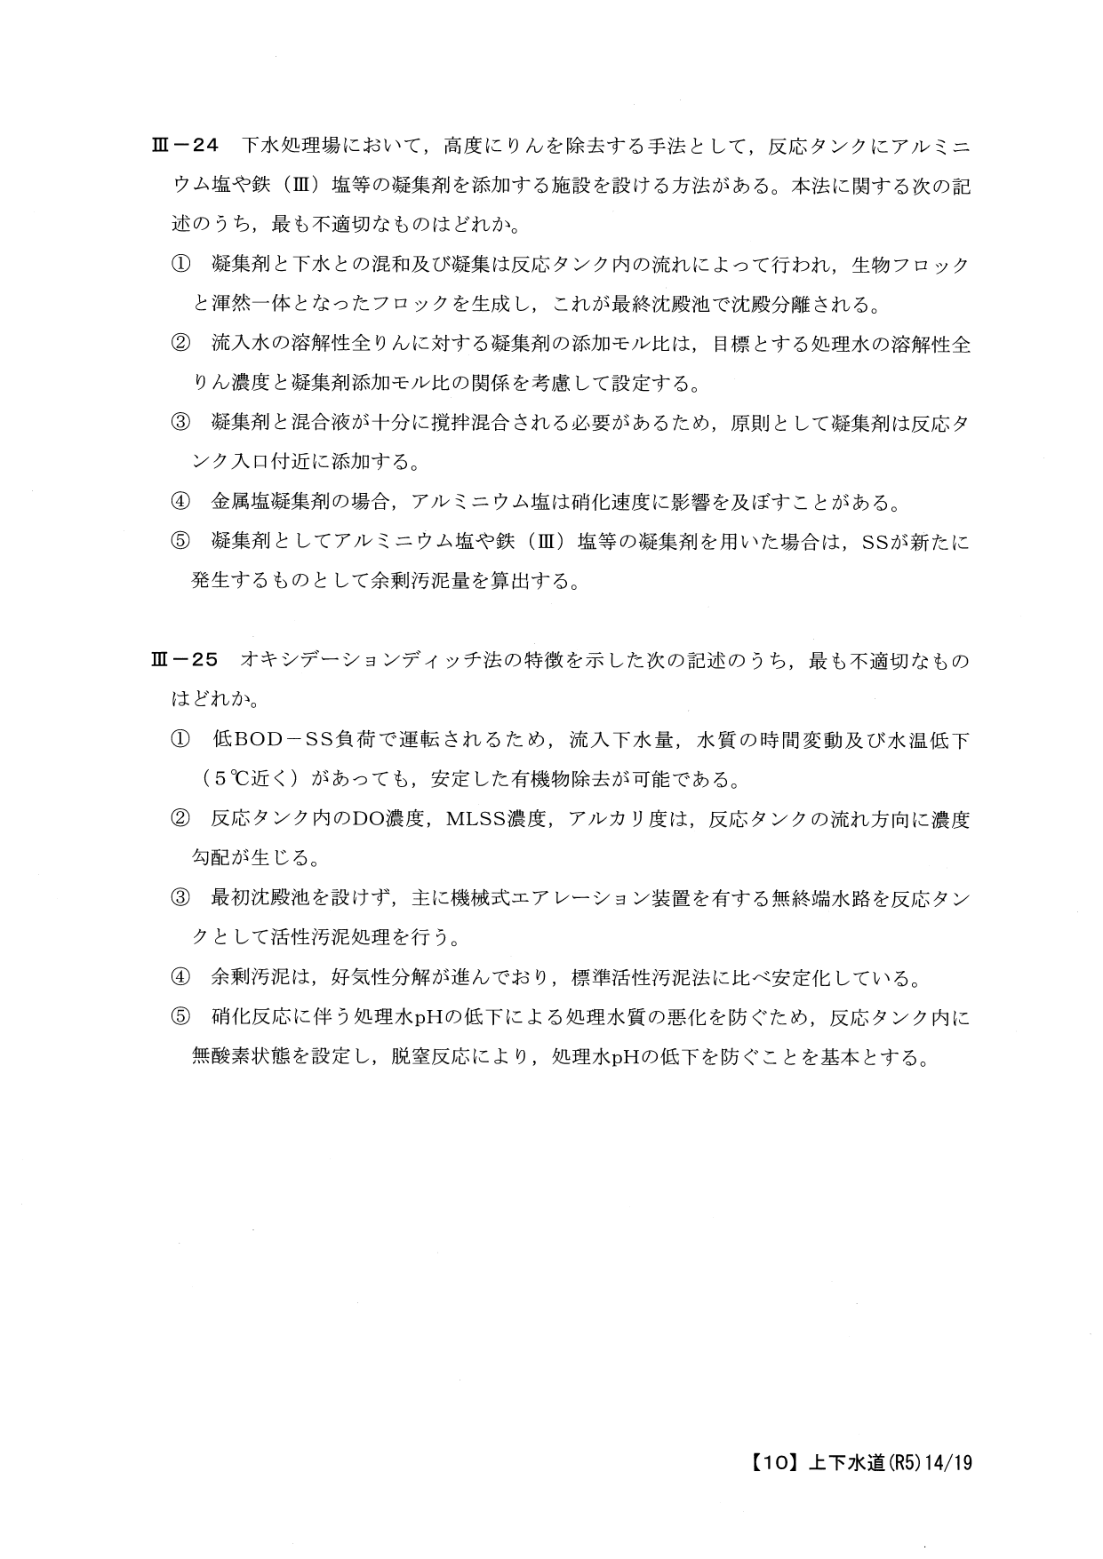 Ⅲ－24　下水処理場において，高度にりんを除去する手法として，反応タンクにアルミニ
ウム塩や鉄（Ⅲ）塩等の凝集剤を添加する施設を設ける方法がある。本法に関する次の記
述のうち，最も不適切なものはどれか。
①　凝集剤と下水との混和及び凝集は反応タンク内の流れによって行われ，生物フロック
と渾然一体となったフロックを生成し，これが最終沈殿池で沈殿分離される。
②　流入水の溶解性全りんに対する凝集剤の添加モル比は，目標とする処理水の溶解性全
りん濃度と凝集剤添加モル比の関係を考慮して設定する。
③　凝集剤と混合液が十分に撹拌混合される必要があるため，原則として凝集剤は反応タ
ンク入口付近に添加する。
④　金属塩凝集剤の場合，アルミニウム塩は硝化速度に影響を及ぼすことがある。
⑤　凝集剤としてアルミニウム塩や鉄（Ⅲ）塩等の凝集剤を用いた場合は，SSが新たに
発生するものとして余剰汚泥量を算出する。
Ⅲ－25　オキシデーションディッチ法の特徴を示した次の記述のうち，最も不適切なもの
はどれか。
①　低BOD－SS負荷で運転されるため，流入下水量，水質の時間変動及び水温低下
（5℃近く）があっても，安定した有機物除去が可能である。
②　反応タンク内のDO濃度，MLSS濃度，アルカリ度は，反応タンクの流れ方向に濃度
勾配が生じる。
③　最初沈殿池を設けず，主に機械式エアレーション装置を有する無終端水路を反応タン
クとして活性汚泥処理を行う。
④　余剰汚泥は，好気性分解が進んでおり，標準活性汚泥法に比べ安定化している。
⑤　硝化反応に伴う処理水pHの低下による処理水質の悪化を防ぐため，反応タンク内に
無酸素状態を設定し，脱窒反応により，処理水pHの低下を防ぐことを基本とする。
【10】上下水道(R5)14/19